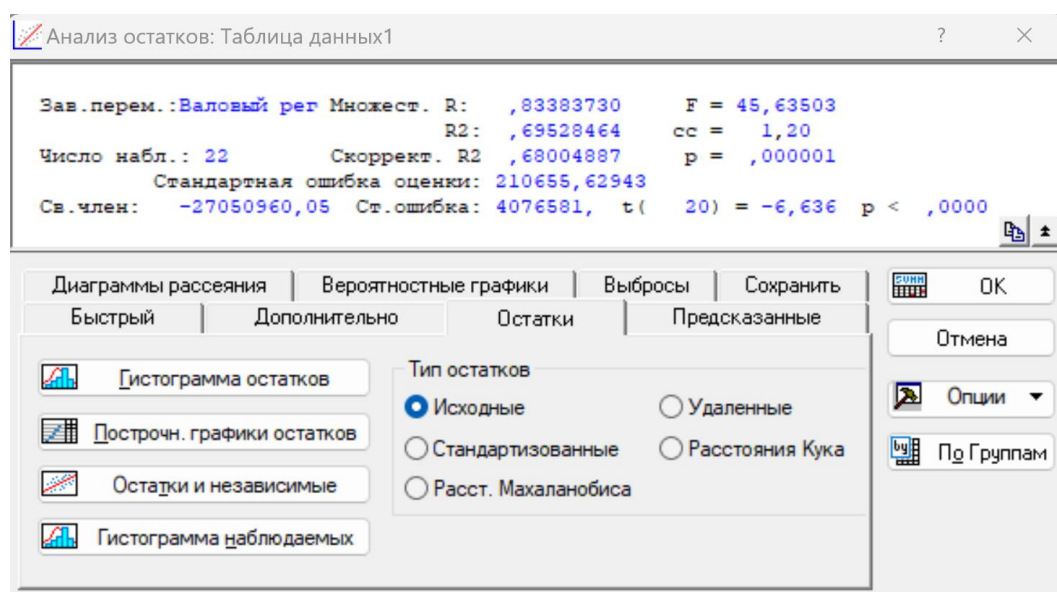 Анализ остатков: Таблица данных1 ?
Зав.перем.:Валовый рег Множест. R: ,83383730 F = 45,63503
R2: ,69528464 сс = 1,20
Число набл.: 22 Скоррект. R2 ,68004887 p = ,000001
Стандартная ошибка оценки: 210655,62943
Св.член: -27050960,05 Ст.ошибка: 4076581, t( 20) = -6,636 p < ,0000
Диаграммы рассеяния Вероятностные графики Выбросы Сохранить
Быстрый Дополнительно Остатки Предсказанные
Гистограмма остатков
Построчн. графики остатков
Остатки и независимые
Гистограмма наблюдаемых
Тип остатков
Исходные Удаленные
Стандартизованные Расстояния Кука
Расст. Махаланобиса
SUMM OK
Отмена
Опции
by По Группам